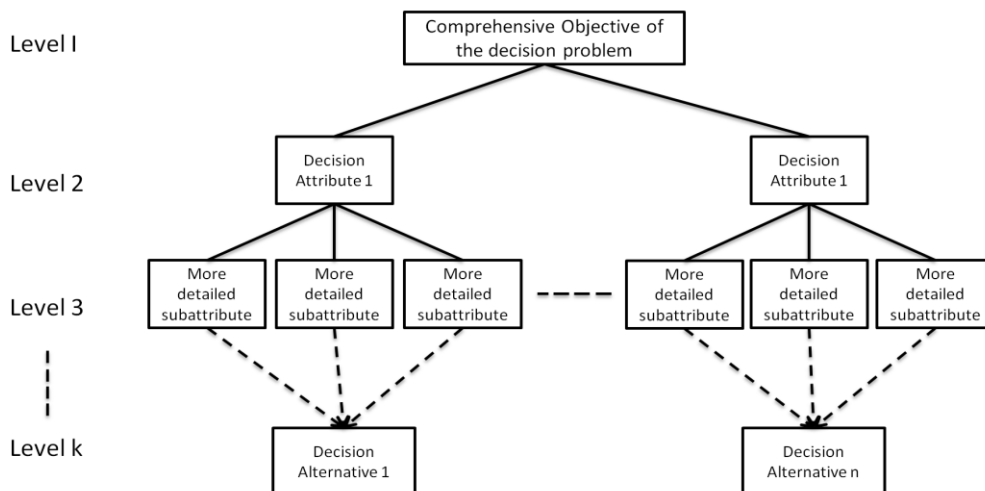 Level I
Comprehensive Objective of
the decision problem
Level 2
Decision
Attribute 1
Decision
Attribute 1
Level 3
More
detailed
subattribute
More
detailed
subattribute
More
detailed
subattribute
More
detailed
subattribute
More
detailed
subattribute
More
detailed
subattribute
Level k
Decision
Alternative 1
Decision
Alternative n